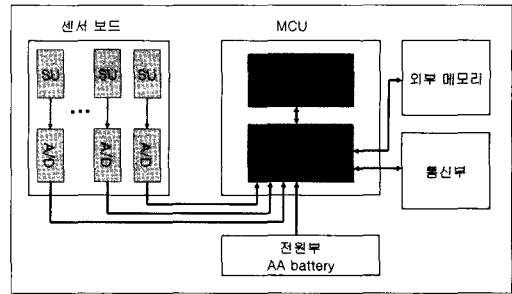 센서 보드
MCU
SU
SU
SU
...
A/D
A/D
A/D
외부 메모리
통신부
전원부
AA battery